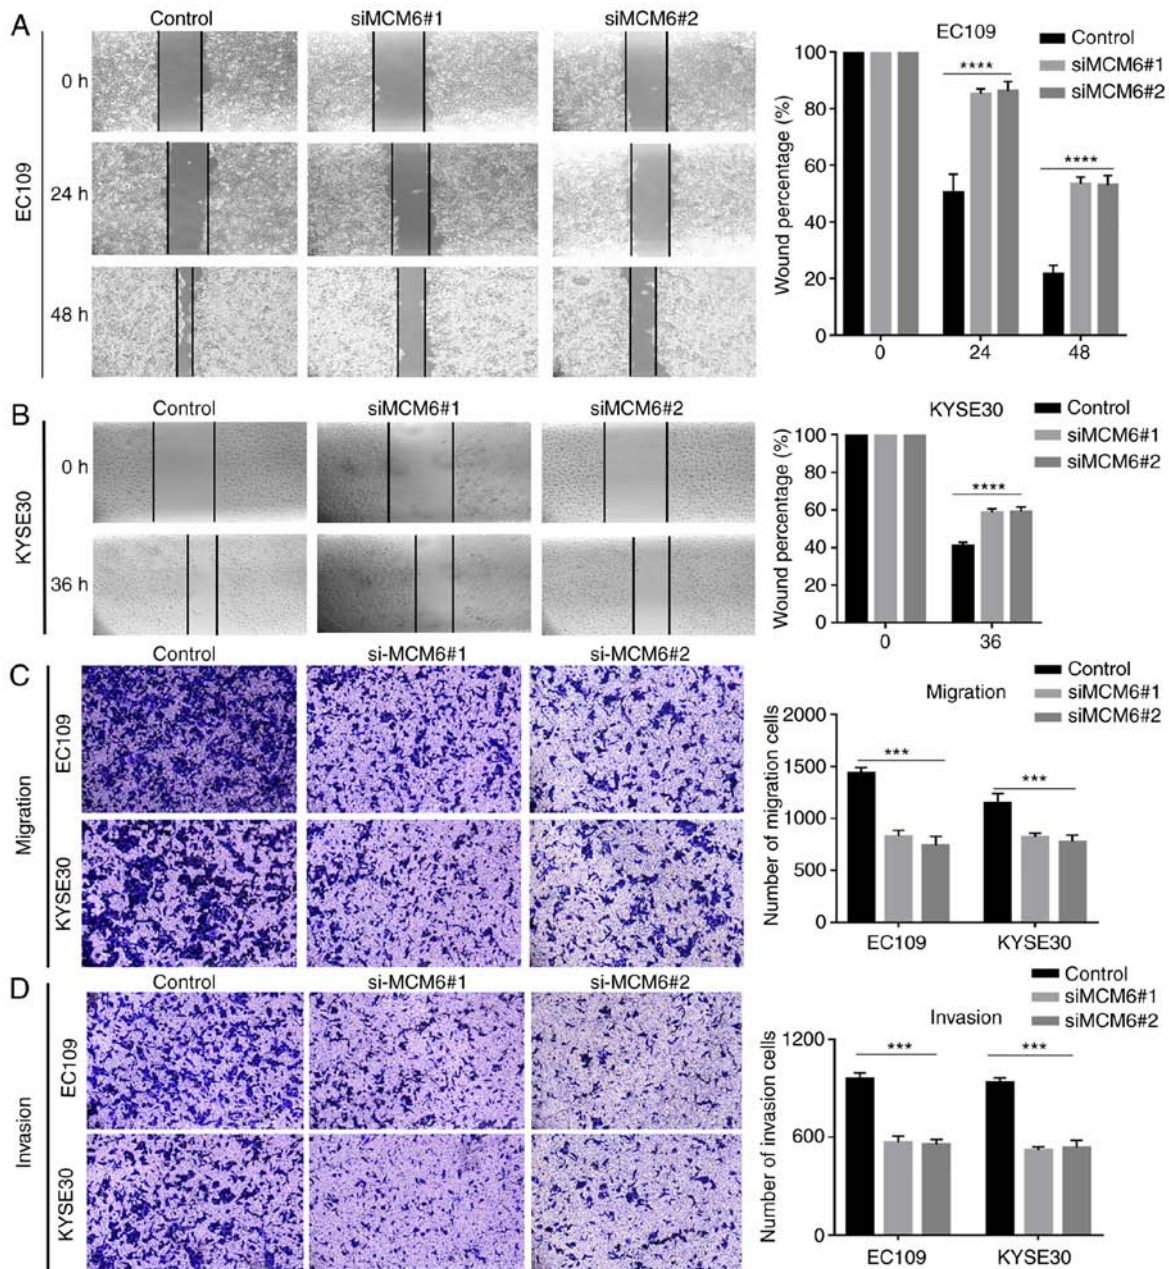 A
Control
siMCM6#1
siMCM6#2
EC109
0 h
24 h
48 h
EC109
Control
siMCM6#1
siMCM6#2
Wound percentage (%)
100
80
60
40
20
0
****
****
0
24
48
B
Control
siMCM6#1
siMCM6#2
KYSE30
0 h
36 h
KYSE30
Control
siMCM6#1
siMCM6#2
Wound percentage (%)
100
80
60
40
20
0
****
0
36
C
Control
si-MCM6#1
si-MCM6#2
Migration
EC109
KYSE30
Migration
Control
siMCM6#1
siMCM6#2
Number of migration cells
2000
1500
1000
500
0
***
***
EC109
KYSE30
D
Control
si-MCM6#1
si-MCM6#2
Invasion
EC109
KYSE30
Invasion
Control
siMCM6#1
siMCM6#2
Number of invasion cells
1200
600
0
***
***
EC109
KYSE30